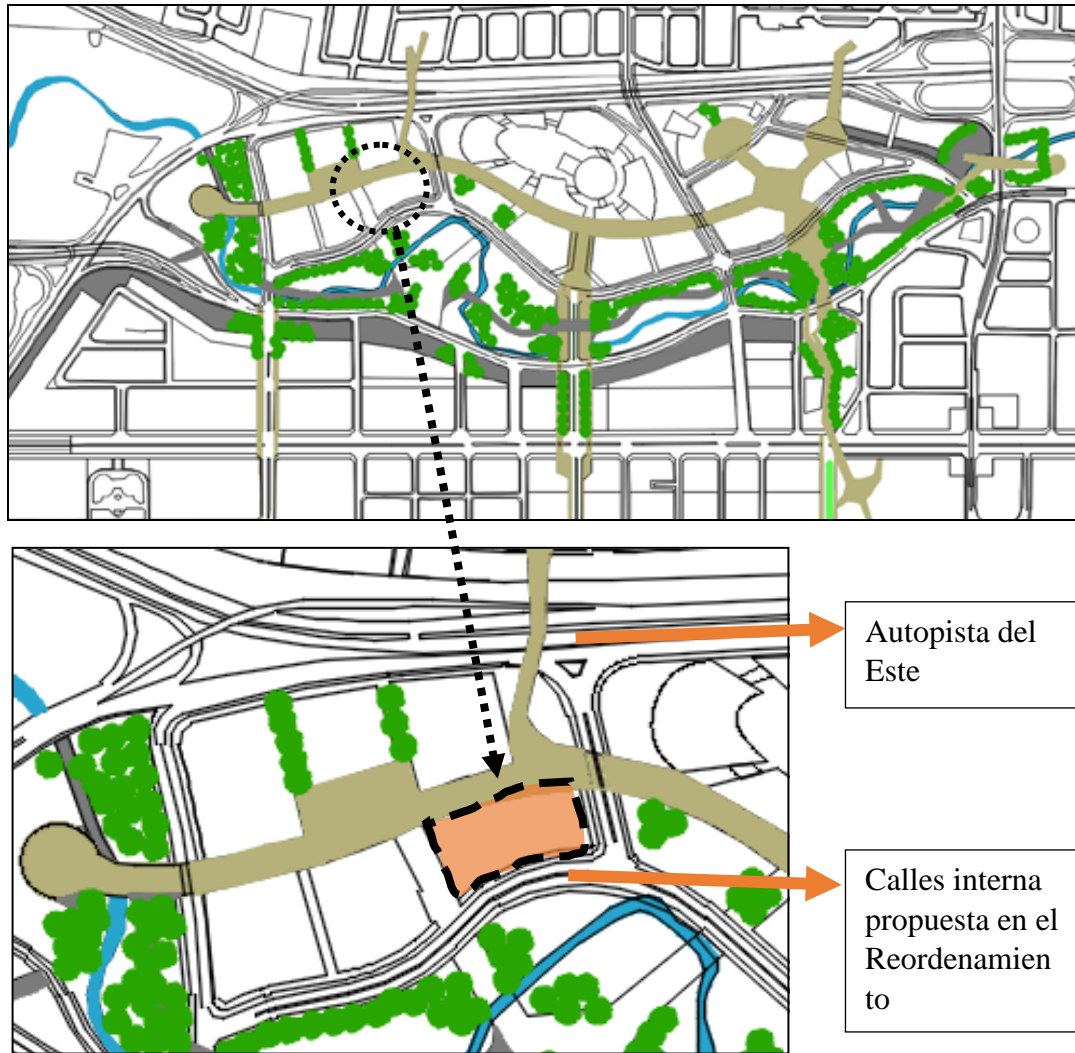 Autopista del
Este
Calles interna
propuesta en el
Reordenamien
to